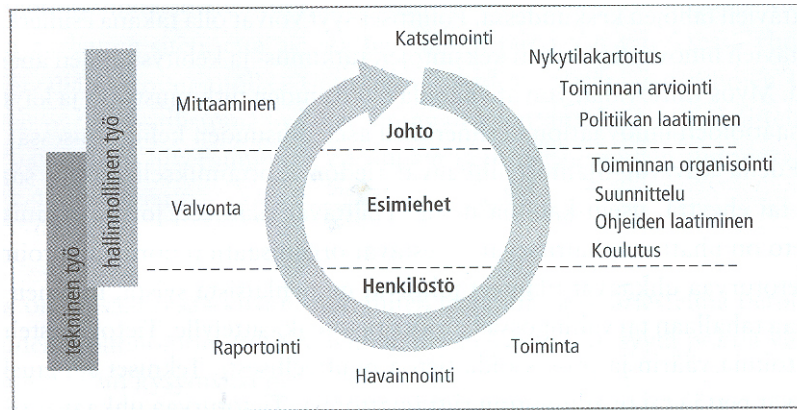 Katselmointi
Nykytilakartoitus
Toiminnan arviointi
Politiikan laatiminen
Mittaaminen
Johto
Toiminnan organisointi
Suunnittelu
Ohjeiden laatiminen
Koulutus
Valvonta
Esimiehet
Henkilöstö
Raportointi
Havainnointi
Toiminta
hallinnollinen työ
tekninen työ